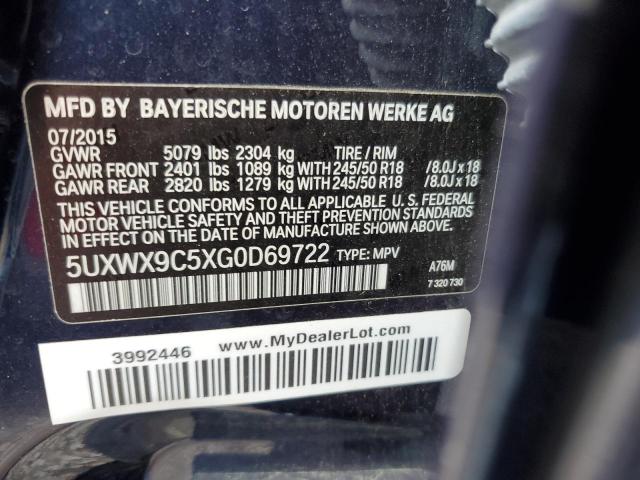 MFD BY BAYERISCHE MOTOREN WERKE AG
07/2015
GVWR 5079 lbs 2304 kg TIRE / RIM
GAWR FRONT 2401 lbs 1089 kg WITH 245/50 R18 /8.0J x 18
GAWR REAR 2820 lbs 1279 kg WITH 245/50 R18 /8.0J x 18
THIS VEHICLE CONFORMS TO ALL APPLICABLE U. S. FEDERAL
MOTOR VEHICLE SAFETY AND THEFT PREVENTION
STANDARDS IN EFFECT ON THE DATE OF MANUFACTURE SHOWN ABOVE.
5UXWX9C5XG0D69722 TYPE: MPV
A76M
7 320 730
3992446 www.MyDealerLot.com